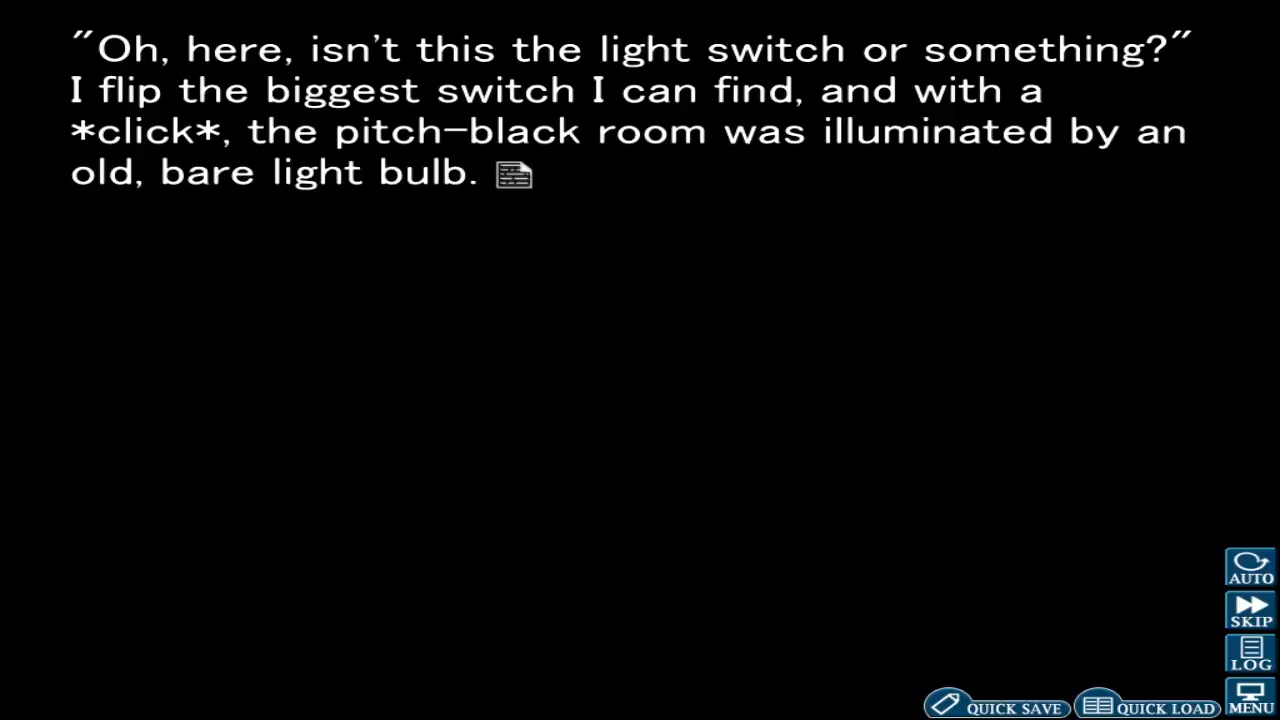 "Oh, here, isn't this the light switch or something?"
I flip the biggest switch I can find, and with a
*click*, the pitch-black room was illuminated by an
old, bare light bulb.
AUTO
SKIP
LOG
QUICK SAVE QUICK LOAD MENU